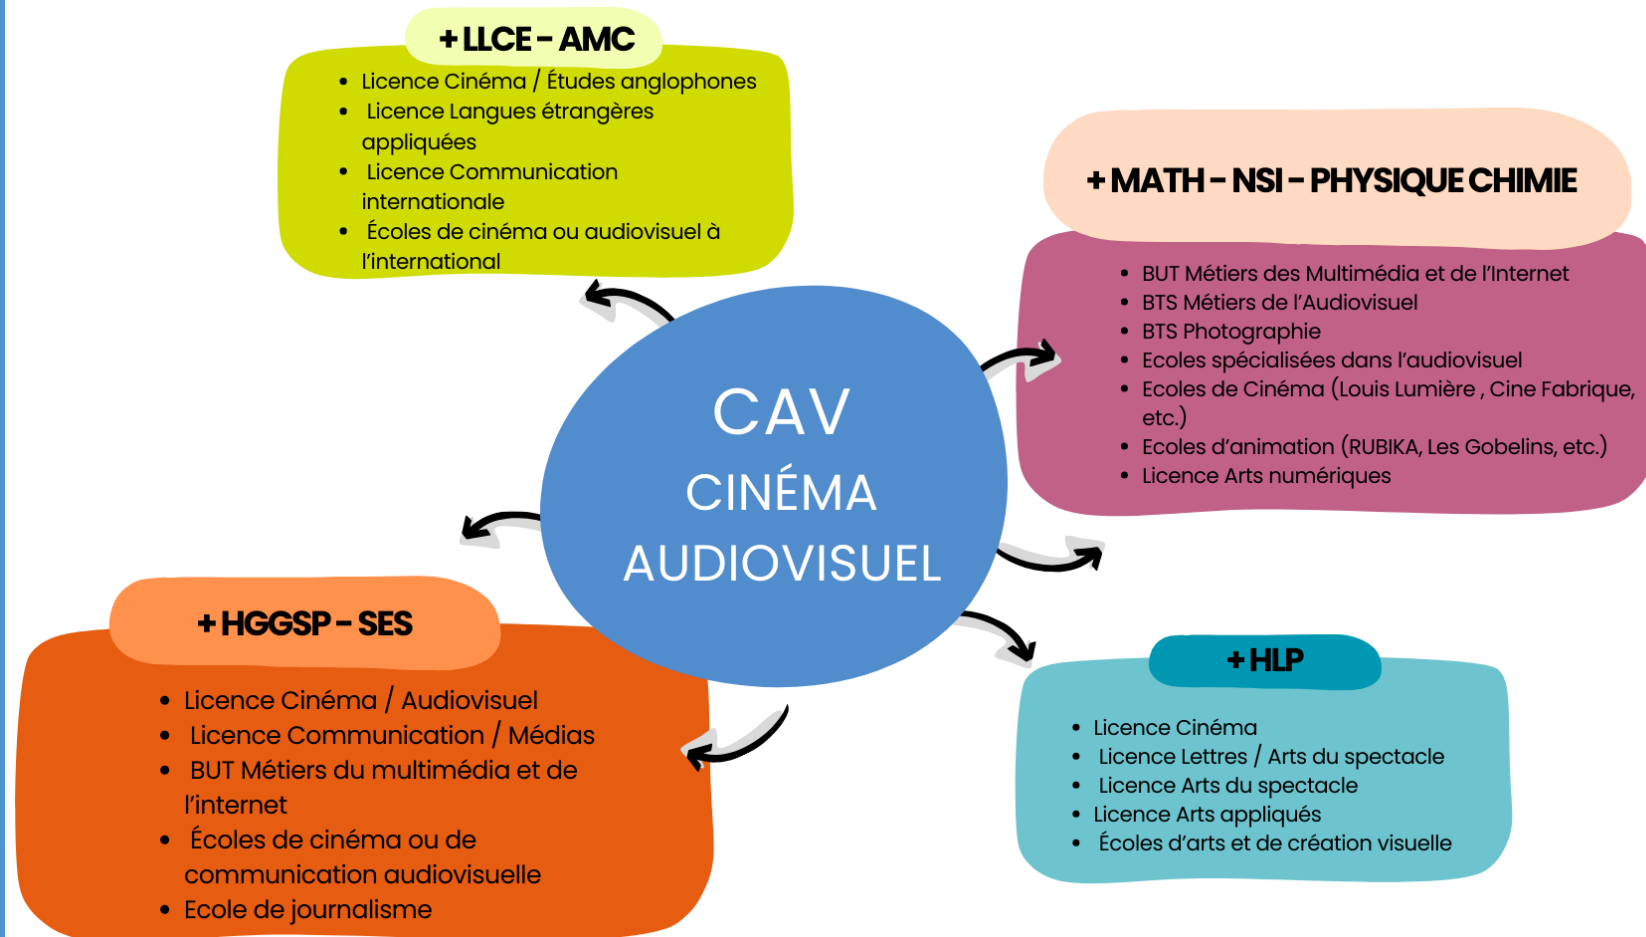 + LLCE - AMC
• Licence Cinéma / Études anglophones
• Licence Langues étrangères
appliquées
• Licence Communication
internationale
• Écoles de cinéma ou audiovisuel à
l'international
+ MATH - NSI - PHYSIQUE CHIMIE
• BUT Métiers des Multimédia et de l'Internet
• BTS Métiers de l'Audiovisuel
• BTS Photographie
• Ecoles spécialisées dans l'audiovisuel
• Ecoles de Cinéma (Louis Lumière , Cine Fabrique,
etc.)
• Ecoles d'animation (RUBIKA, Les Gobelins, etc.)
• Licence Arts numériques
CAV
CINÉMA
AUDIOVISUEL
+ HGGSP - SES
• Licence Cinéma / Audiovisuel
• Licence Communication / Médias
• BUT Métiers du multimédia et de
l'internet
• Écoles de cinéma ou de
communication audiovisuelle
• Ecole de journalisme
+ HLP
• Licence Cinéma
• Licence Lettres / Arts du spectacle
• Licence Arts du spectacle
• Licence Arts appliqués
• Écoles d'arts et de création visuelle